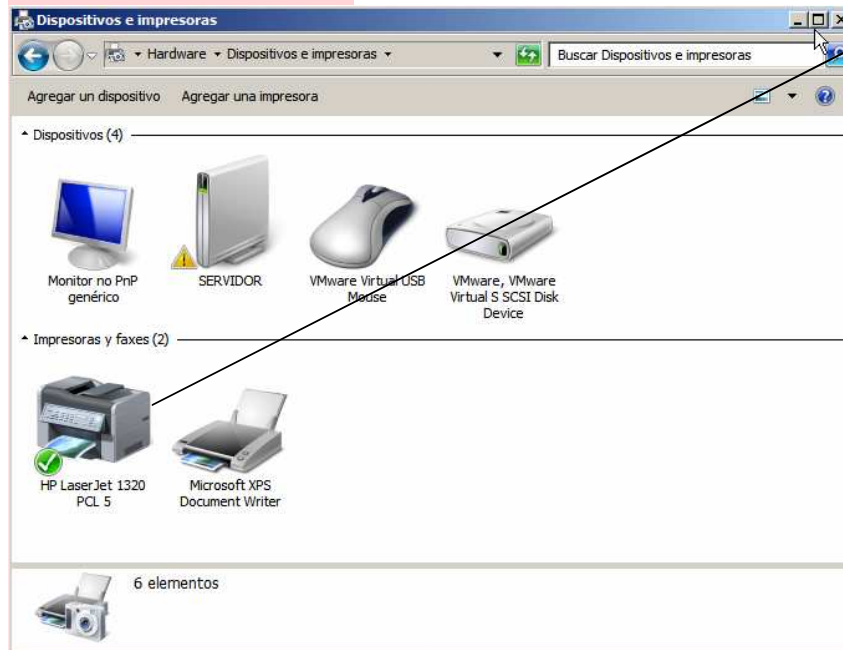 Dispositivos e impresoras
Hardware Dispositivos e impresoras Buscar Dispositivos e impresoras
Agregar un dispositivo Agregar una impresora
Dispositivos (4)
Monitor no PnP
genérico
SERVIDOR
VMware Virtual USB
Mouse
VMware, VMware
Virtual S SCSI Disk
Device
Impresoras y faxes (2)
HP LaserJet 1320
PCL 5
Microsoft XPS
Document Writer
6 elementos